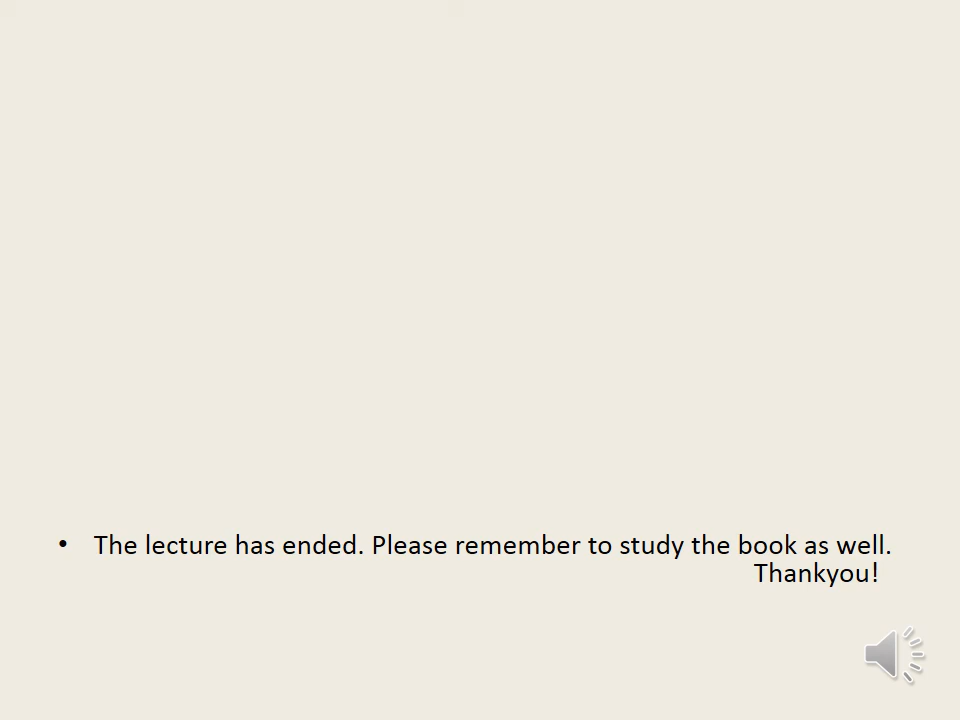 • The lecture has ended. Please remember to study the book as well.
Thankyou!